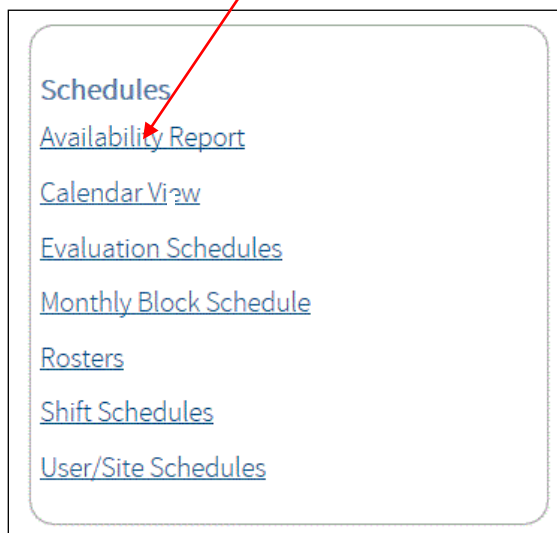 Schedules
Availability Report
Calendar View
Evaluation Schedules
Monthly Block Schedule
Rosters
Shift Schedules
User/Site Schedules